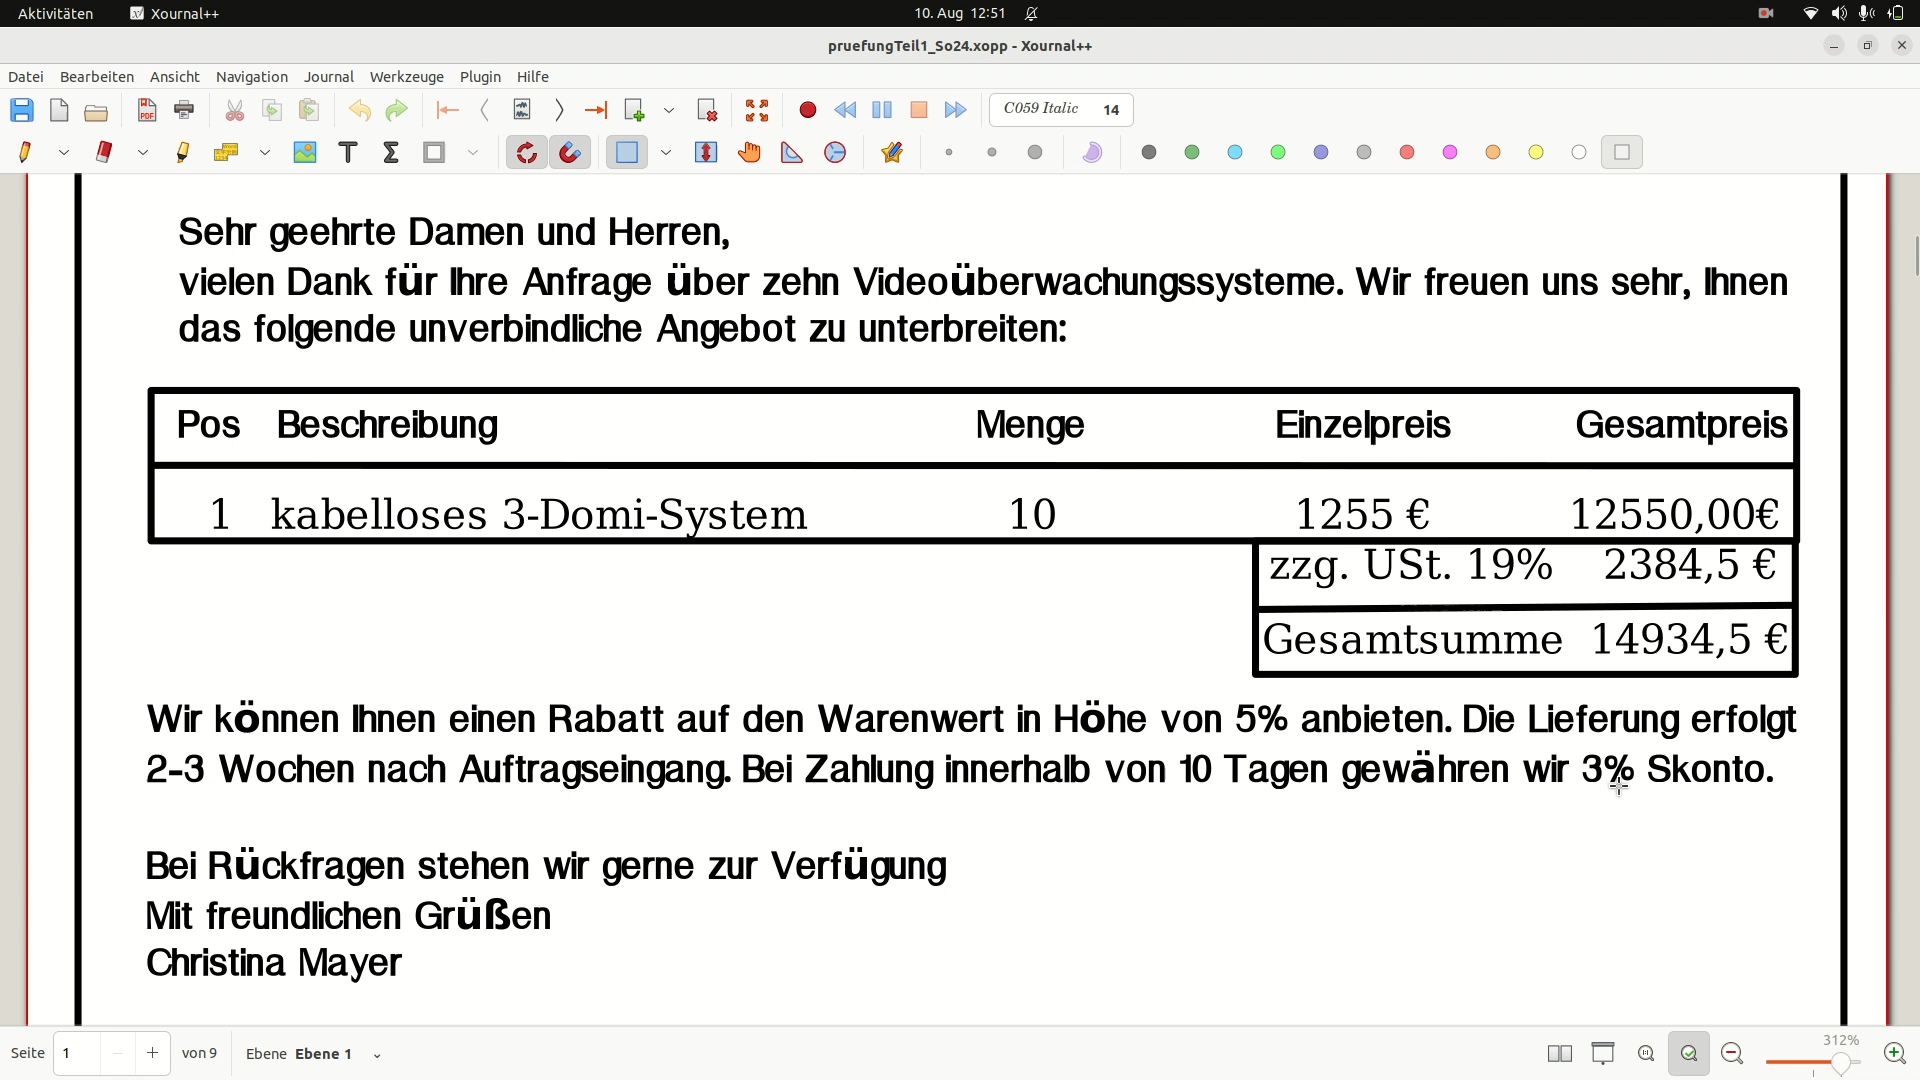 Aktivitäten Xournal++ 10. Aug 12:51
pruefungTeil1_So24.xopp - Xournal++
Datei Bearbeiten Ansicht Navigation Journal Werkzeuge Plugin Hilfe
C059 Italic 14
Sehr geehrte Damen und Herren,
vielen Dank für Ihre Anfrage über zehn Videoüberwachungssysteme. Wir freuen uns sehr, Ihnen
das folgende unverbindliche Angebot zu unterbreiten:
Pos Beschreibung Menge Einzelpreis Gesamtpreis
1 kabelloses 3-Domi-System 10 1255 € 12550,00€
zzg. USt. 19% 2384,5 €
Gesamtsumme 14934,5 €
Wir können Ihnen einen Rabatt auf den Warenwert in Höhe von 5% anbieten. Die Lieferung erfolgt
2-3 Wochen nach Auftragseingang. Bei Zahlung innerhalb von 10 Tagen gewähren wir 3% Skonto.
Bei Rückfragen stehen wir gerne zur Verfügung
Mit freundlichen Grüßen
Christina Mayer
Seite 1 von 9 Ebene Ebene 1 312%